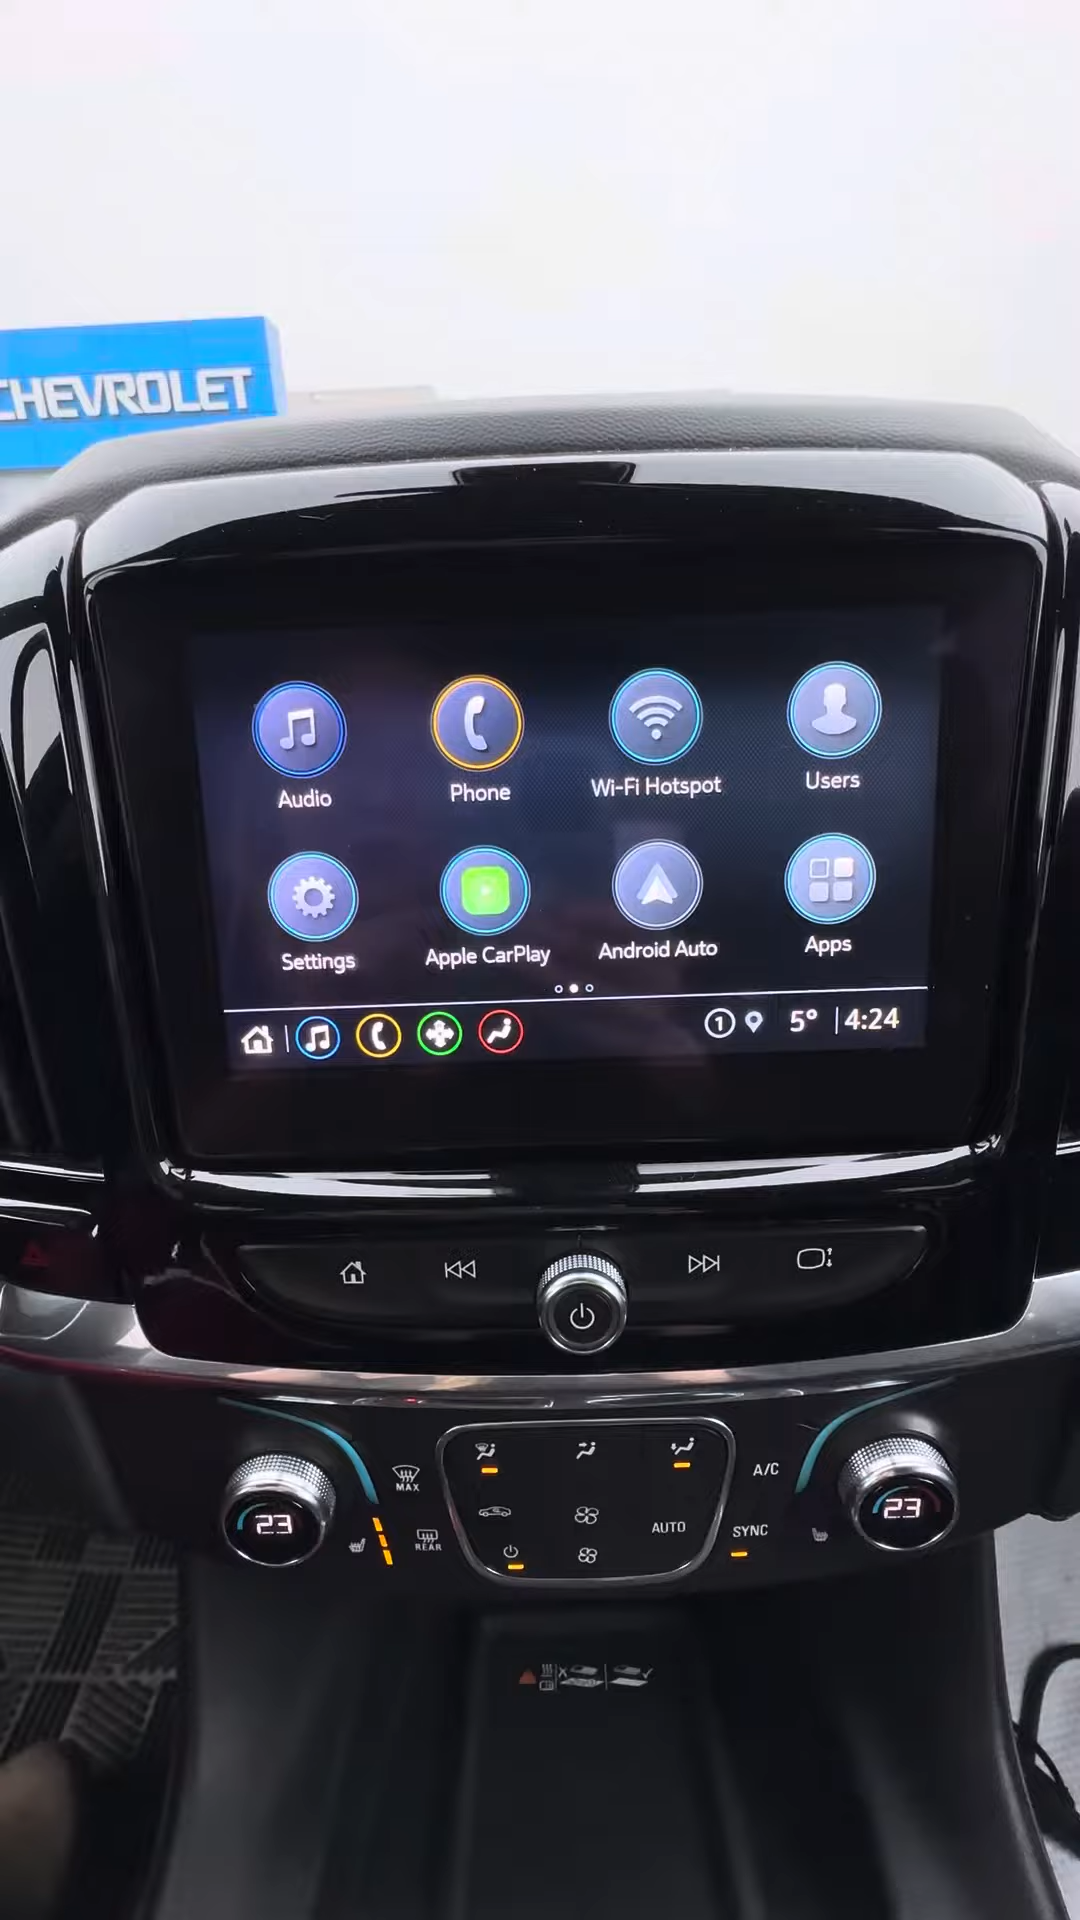 CHEVROLET
Audio
Phone
Wi-Fi Hotspot
Users
Settings
Apple CarPlay
Android Auto
Apps
1
5°
4:24
MAX
A/C
23
23
REAR
AUTO
SYNC